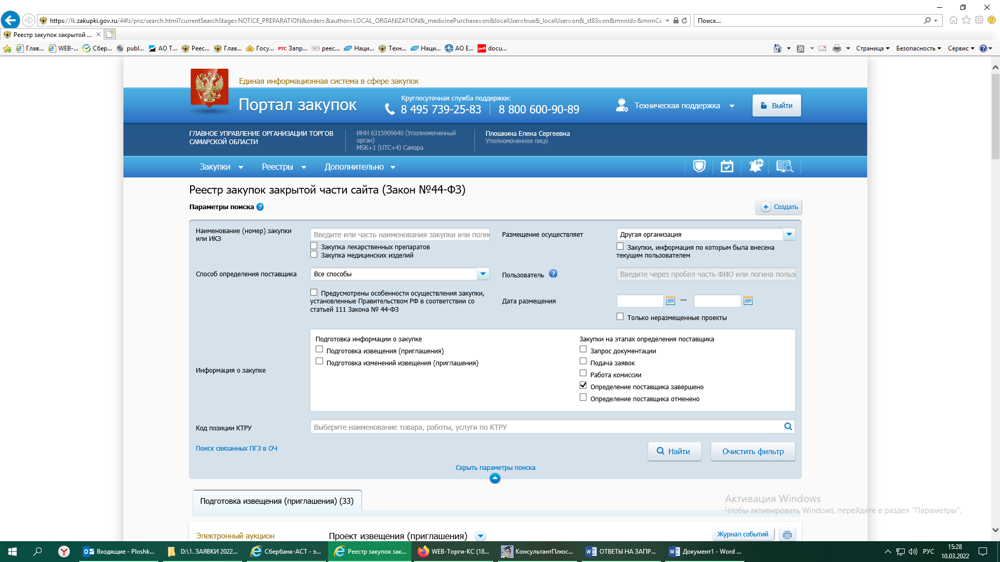 https://lk.zakupki.gov.ru/44fz/priz/search.html?currentSearchStage=NOTICE_PREPARATION&order=&author=LOCAL_ORGANIZATION&_medicinePurchase=on&localUser=true&_localUser=on&_st83=on&mnnId=&mnnCc
Поиск...
Реестр закупок закрытой ...
Глав... WEB-... Сбер... publ... АО Т... Реес... Глав... Госу... РТС Запр... реес... Наци... Техн... Наци... АО Е... docu...
Страница Безопасность Сервис
Единая информационная система в сфере закупок
Портал закупок
Круглосуточная служба поддержки:
8 495 739-25-83 8 800 600-90-89
Техническая поддержка
Выйти
ГЛАВНОЕ УПРАВЛЕНИЕ ОРГАНИЗАЦИИ ТОРГОВ
САМАРСКОЙ ОБЛАСТИ
ИНН 6315909640 (Уполномоченный
орган)
MSK+1 (UTC+4) Самара
Плошкина Елена Сергеевна
Уполномоченное лицо
Закупки Реестры Дополнительно
99+
Реестр закупок закрытой части сайта (Закон №44-ФЗ)
Параметры поиска ?
Создать
Наименование (номер) закупки
или ИКЗ
Введите или часть наименования закупки или полно
Закупка лекарственных препаратов
Закупка медицинских изделий
Размещение осуществляет
Другая организация
Закупки, информация по которым была внесена
текущим пользователем
Способ определения поставщика
Все способы
Пользователь ?
Введите через пробел часть ФИО или логина польз
Предусмотрены особенности осуществления закупки,
установленные Правительством РФ в соответствии со
статьей 111 Закона № 44-ФЗ
Дата размещения
—
Только неразмещенные проекты
Информация о закупке
Подготовка информации о закупке
Подготовка извещения (приглашения)
Подготовка изменений извещения (приглашения)
Закупки на этапах определения поставщика
Запрос документации
Подача заявок
Работа комиссии
Определение поставщика завершено
Определение поставщика отменено
Код позиции КТРУ
Выберите наименование товара, работы, услуги по КТРУ
Поиск связанных ПГЗ в ОЧ
Найти
Очистить фильтр
Скрыть параметры поиска
Подготовка извещения (приглашения) (33)
Активация Windows
Чтобы активировать Windows, перейдите в раздел "Параметры".
Электронный аукцион
Проект извещения (приглашения)
Журнал событий
Входящие - Ploshk...
D:\1. ЗАЯВКИ 2022...
Сбербанк-АСТ - э...
Реестр закупок зак...
WEB-Торги-КС (18...
КонсультантПлюс...
ОТВЕТЫ НА ЗАПР...
Документ1 - Word ...
РУС
15:28
10.03.2022